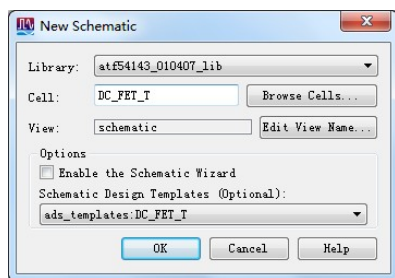 New Schematic
Library: atf54143_010407_lib
Cell: DC_FET_T Browse Cells...
View: schematic Edit View Name...
Options
Enable the Schematic Wizard
Schematic Design Templates (Optional):
ads_templates:DC_FET_T
OK Cancel Help